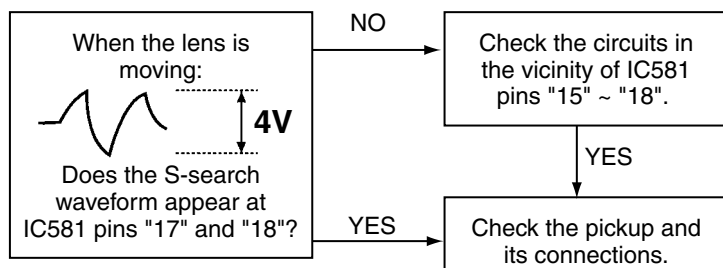 When the lens is
moving:
4V
Does the S-search
waveform appear at
IC581 pins "17" and "18"?
NO
Check the circuits in
the vicinity of IC581
pins "15" ~ "18".
YES
YES
Check the pickup and
its connections.